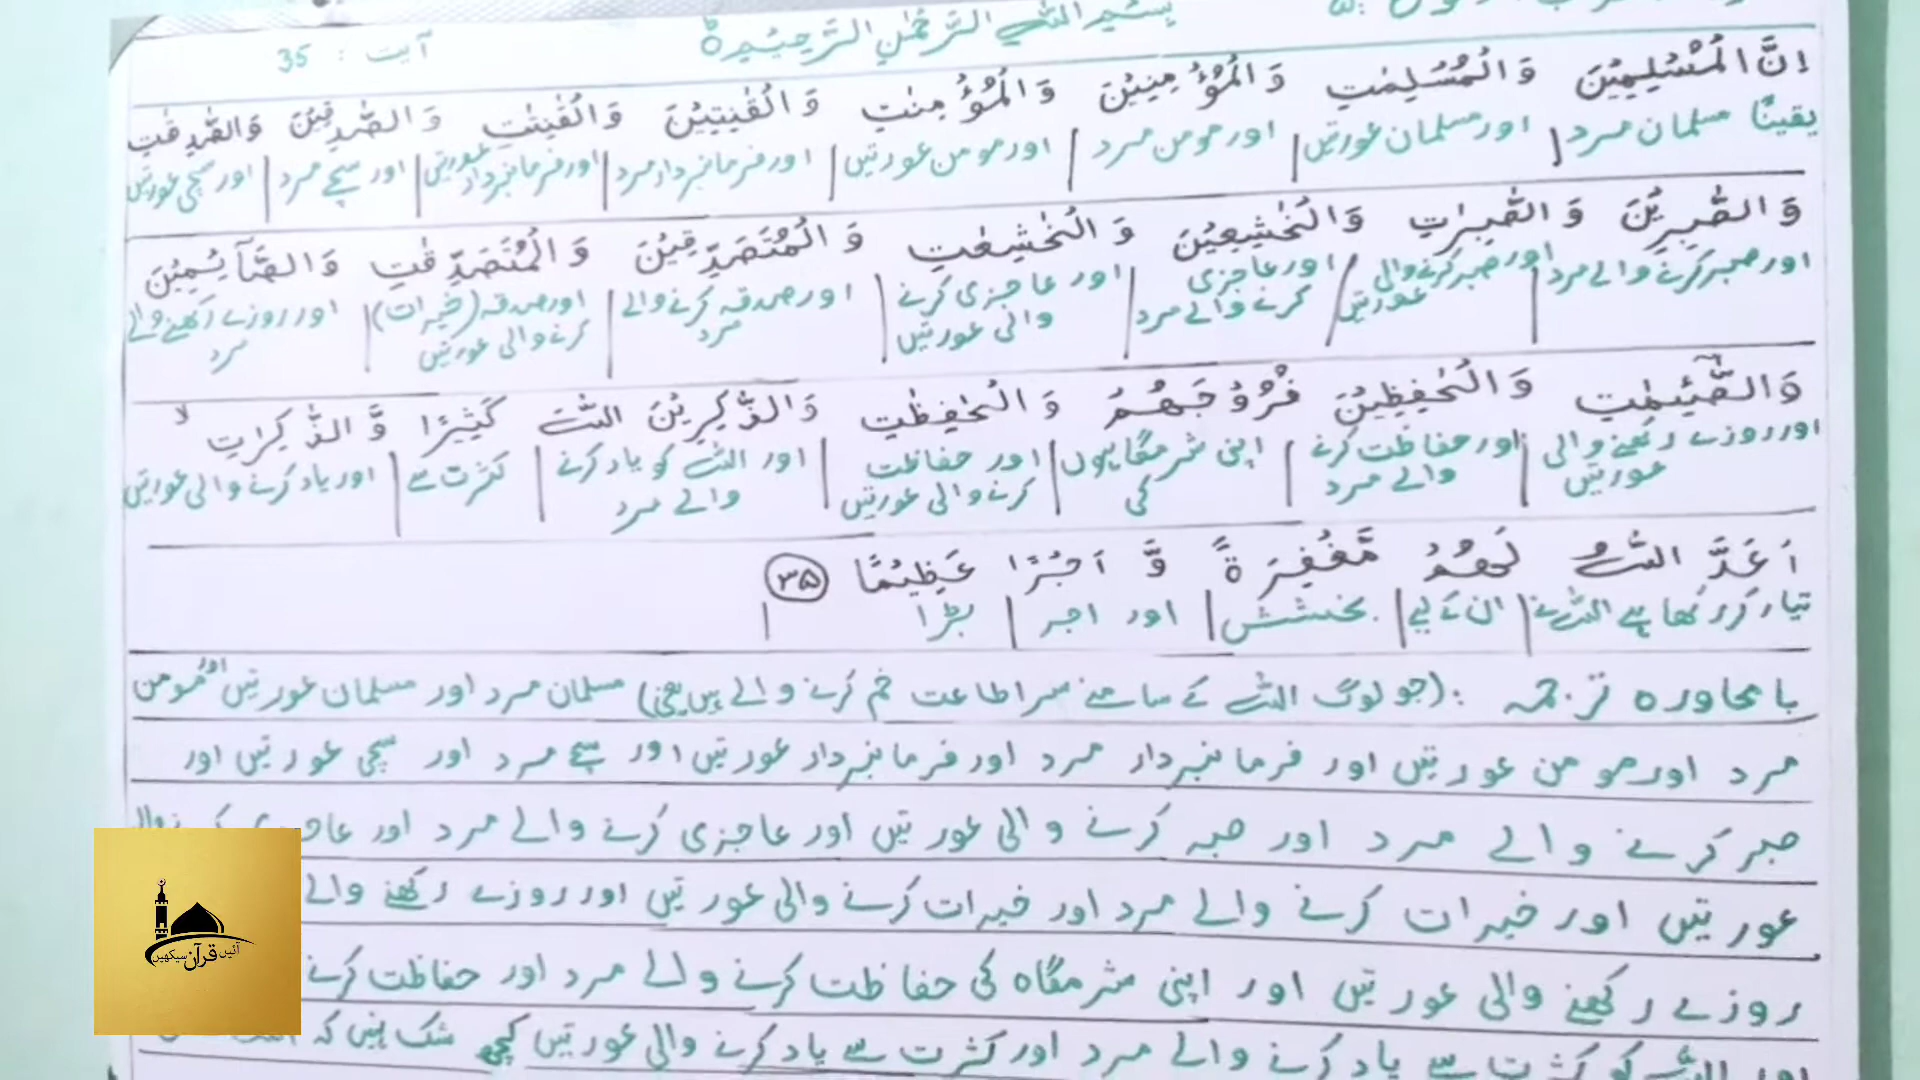 بِسْمِ اللّٰهِ الرَّحْمٰنِ الرَّحِيْمِ
آیت : 35
اِنَّ الْمُسْلِمِيْنَ وَ الْمُسْلِمٰتِ وَ الْمُؤْمِنِيْنَ وَ الْمُؤْمِنٰتِ وَ الْقٰنِتِيْنَ وَ الْقٰنِتٰتِ وَ الصّٰدِقِيْنَ وَ الصّٰدِقٰتِ
یقیناً مسلمان مرد | اور مسلمان عورتیں | اور مومن مرد | اور مومن عورتیں | اور فرمانبردار مرد | اور فرمانبردار عورتیں | اور سچے مرد | اور سچی عورتیں
وَ الصّٰبِرِيْنَ وَ الصّٰبِرٰتِ وَ الْخٰشِعِيْنَ وَ الْخٰشِعٰتِ وَ الْمُتَصَدِّقِيْنَ وَ الْمُتَصَدِّقٰتِ وَ الصَّآىِٕمِيْنَ
اور صبر کرنے والے مرد | اور صبر کرنے والی عورتیں | اور عاجزی کرنے والے مرد | اور عاجزی کرنے والی عورتیں | اور صدقہ کرنے والے مرد | اور صدقہ (خیرات) کرنے والی عورتیں | اور روزے رکھنے والے مرد
وَ الصّٰٓىِٕمٰتِ وَ الْحٰفِظِيْنَ فُرُوْجَهُمْ وَ الْحٰفِظٰتِ وَ الذّٰكِرِيْنَ اللّٰهَ كَثِيْرًا وَّ الذّٰكِرٰتِ ۙ
اور روزے رکھنے والی عورتیں | اور حفاظت کرنے والے مرد | اپنی شرمگاہوں کی | اور حفاظت کرنے والی عورتیں | اور اللہ کو یاد کرنے والے مرد | کثرت سے | اور یاد کرنے والی عورتیں
اَعَدَّ اللّٰهُ لَهُمْ مَّغْفِرَةً وَّ اَجْرًا عَظِيْمًا ۳۵
تیار کر رکھا ہے اللہ نے | ان کے لیے | بخشش | اور اجر | بڑا |
بامحاورہ ترجمہ : (جو لوگ اللہ کے سامنے سر اطاعت خم کرنے والے ہیں یعنی) مسلمان مرد اور مسلمان عورتیں اور مومن
مرد اور مومن عورتیں اور فرمانبردار مرد اور فرمانبردار عورتیں اور سچے مرد اور سچی عورتیں اور
صبر کرنے والے مرد اور صبر کرنے والی عورتیں اور عاجزی کرنے والے مرد اور
عورتیں اور خیرات کرنے والے مرد اور خیرات کرنے والی عورتیں اور روزے رکھنے والے
روزے رکھنے والی عورتیں اور اپنی شرمگاہ کی حفاظت کرنے والے مرد اور حفاظت کرنے
کثرت سے یاد کرنے والے مرد اور کثرت سے یاد کرنے والی عورتیں کچھ شک نہیں کہ
آئیں قرآن سیکھیں